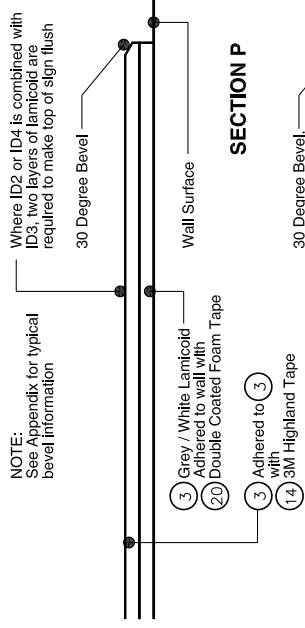 NOTE:
See Appendix for typical
bevel information
Where ID2 or ID4 is combined with
ID3, two layers of lamicoid are
required to make top of sign flush
30 Degree Bevel
Wall Surface
3 Grey / White Lamicoid
Adhered to wall with
20 Double Coated Foam Tape
3 Adhered to 3
with
14 3M Highland Tape
SECTION P
30 Degree Bevel